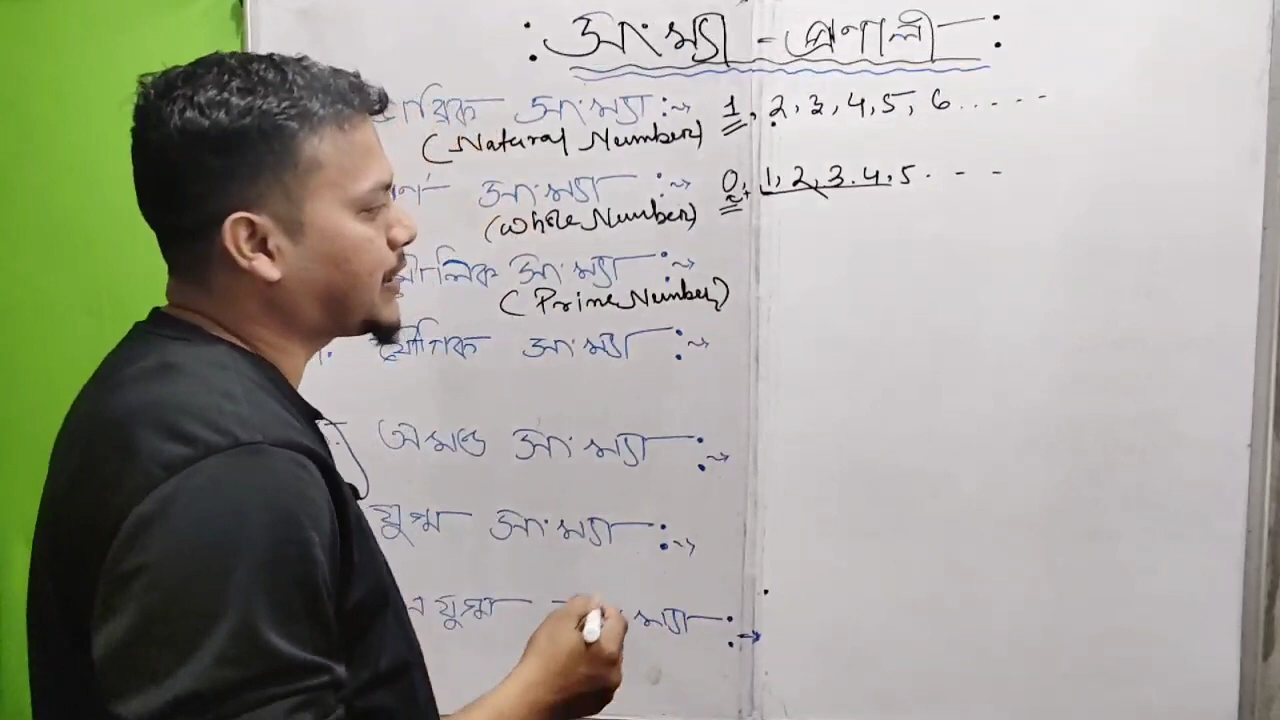 : সংখ্যা - প্রণালী :
ভাবিক সংখ্যা :→ 1, 2, 3, 4, 5, 6 ......
(Natural Number)
পূর্ণ সংখ্যা :→ 0, 1, 2, 3. 4, 5. - - -
(Whole Number)
মৌলিক সংখ্যা :→
(Prime Number)
যৌগিক সংখ্যা :→
অখণ্ড সংখ্যা :→
যুগ্ম সংখ্যা :→
যুগ্ম সংখ্যা :→